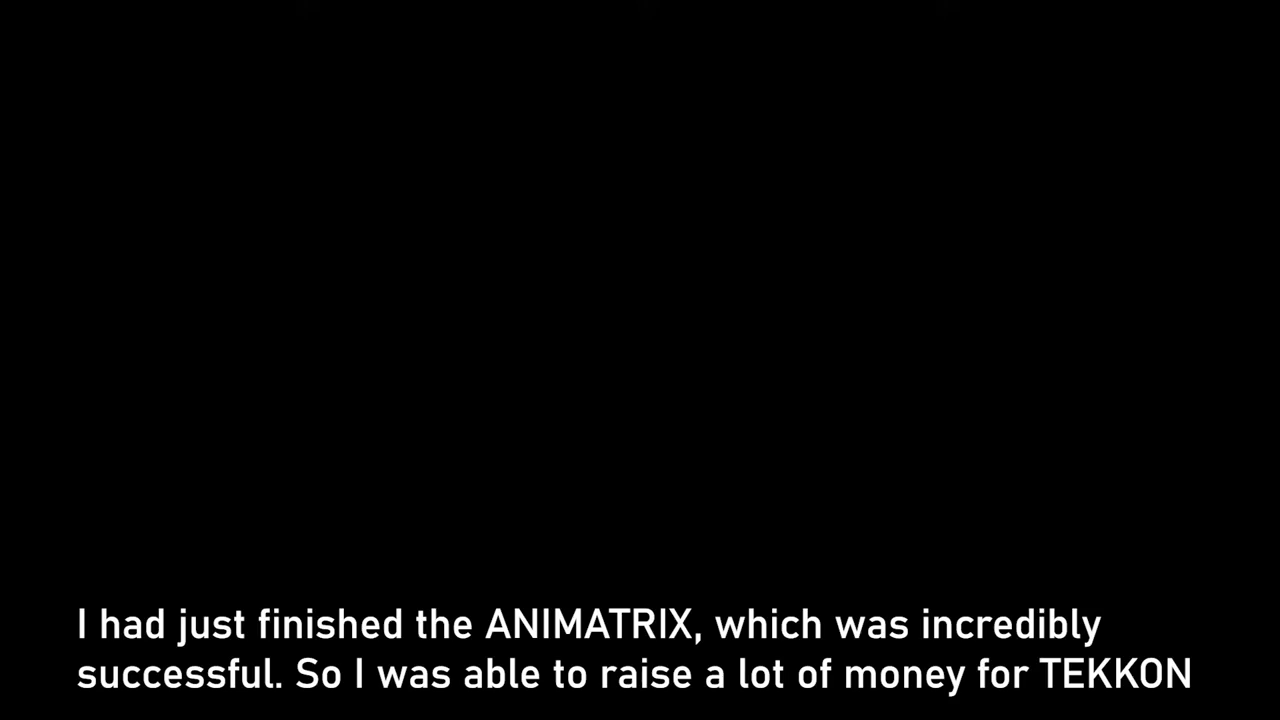 I had just finished the ANIMATRIX, which was incredibly
successful. So I was able to raise a lot of money for TEKKON